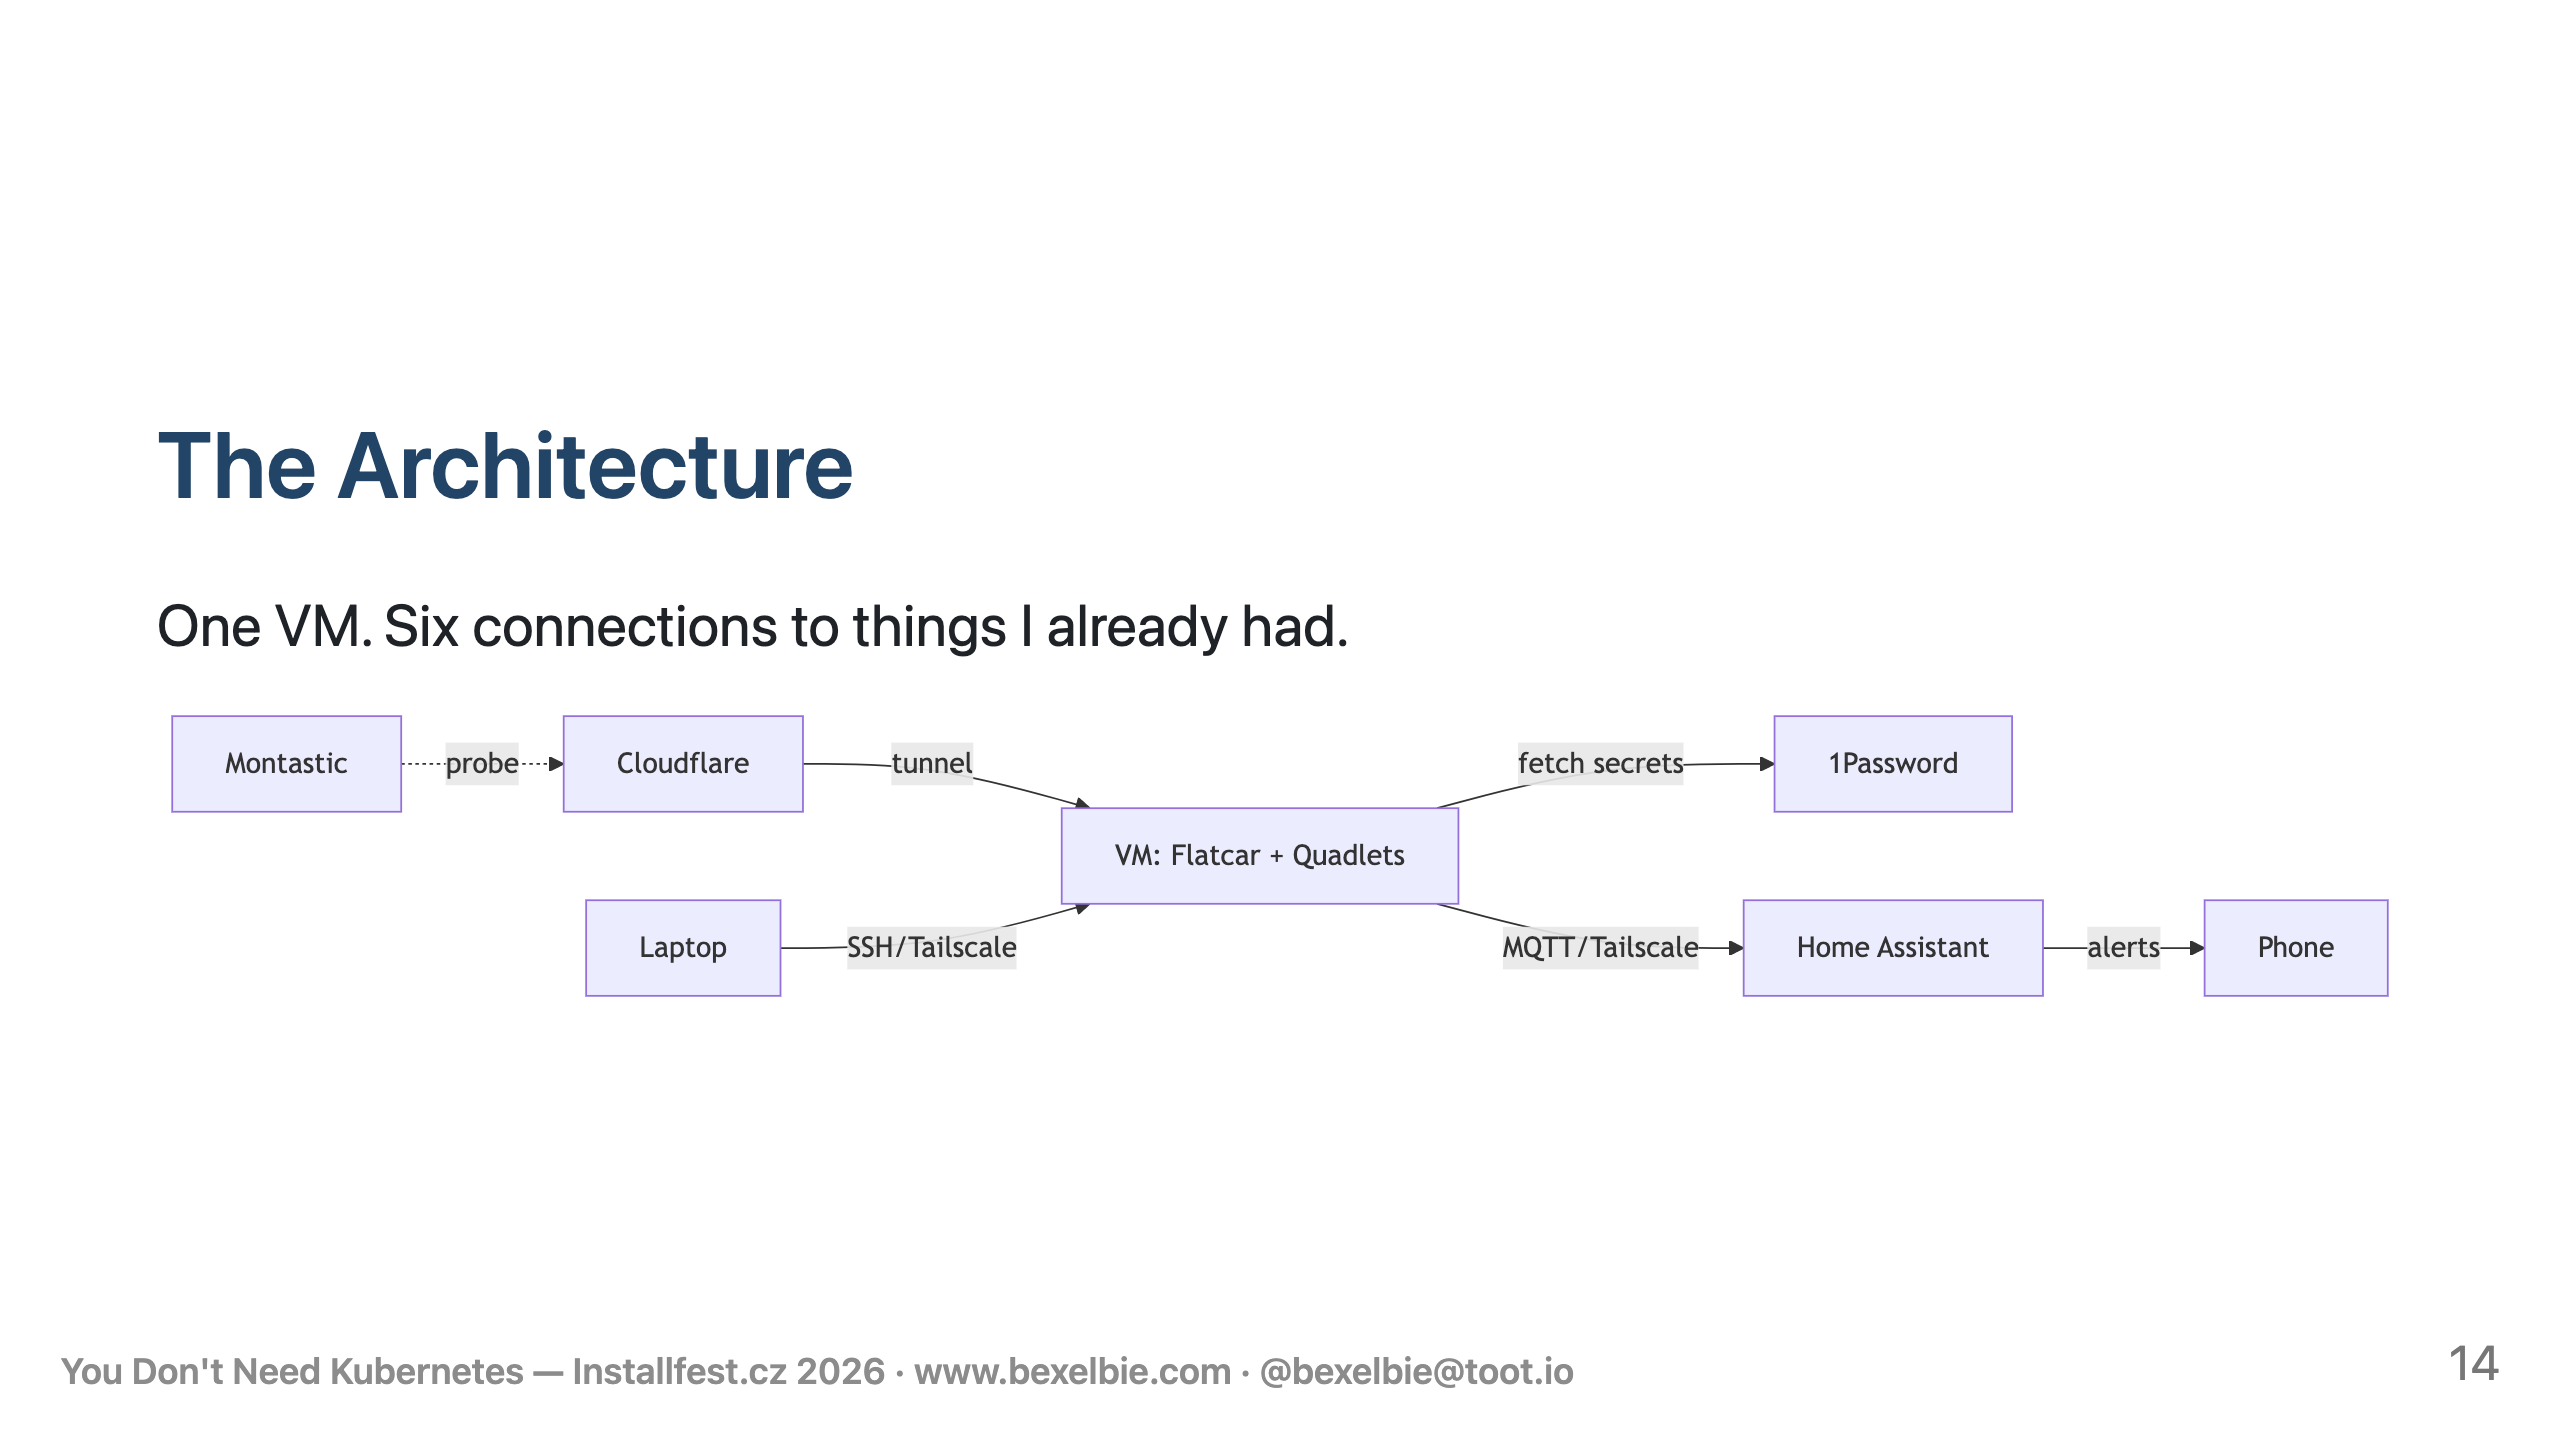 The Architecture
One VM. Six connections to things I already had.
Montastic
probe
Cloudflare
tunnel
fetch secrets
1Password
VM: Flatcar + Quadlets
Laptop
SSH/Tailscale
MQTT/Tailscale
Home Assistant
alerts
Phone
You Don't Need Kubernetes — Installfest.cz 2026 · www.bexelbie.com · @bexelbie@toot.io
14